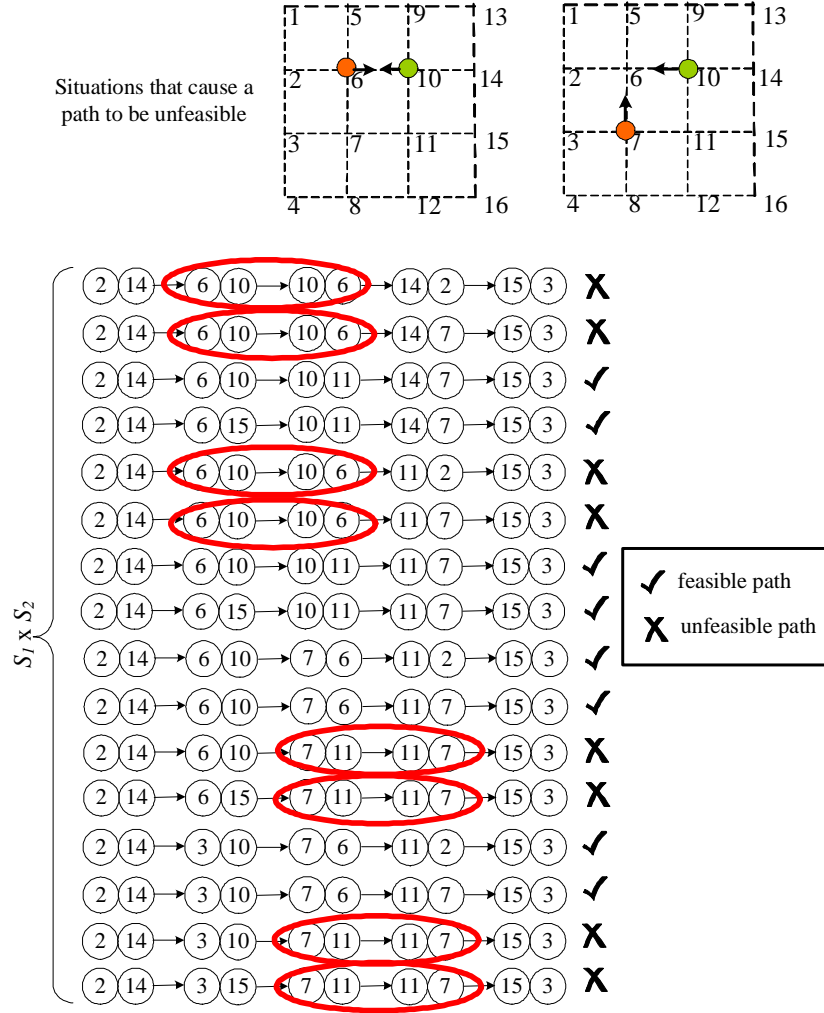 1 5 9 13
1 5 9 13
Situations that cause a
path to be unfeasible
2 6 10 14
2 6 10 14
3 7 11 15
3 7 11 15
4 8 12 16
4 8 12 16
S1 x S2
2 14 6 10 10 6 14 2 15 3 X
2 14 6 10 10 6 14 7 15 3 X
2 14 6 10 10 11 14 7 15 3 ✓
2 14 6 15 10 11 14 7 15 3 ✓
2 14 6 10 10 6 11 2 15 3 X
2 14 6 10 10 6 11 7 15 3 X
2 14 6 10 10 11 11 7 15 3 ✓
2 14 6 15 10 11 11 7 15 3 ✓
2 14 6 10 7 6 11 2 15 3 ✓
2 14 6 10 7 6 11 7 15 3 ✓
2 14 6 10 7 11 11 7 15 3 X
2 14 6 15 7 11 11 7 15 3 X
2 14 3 10 7 6 11 2 15 3 ✓
2 14 3 10 7 6 11 7 15 3 ✓
2 14 3 10 7 11 11 7 15 3 X
2 14 3 15 7 11 11 7 15 3 X
✓ feasible path
X unfeasible path